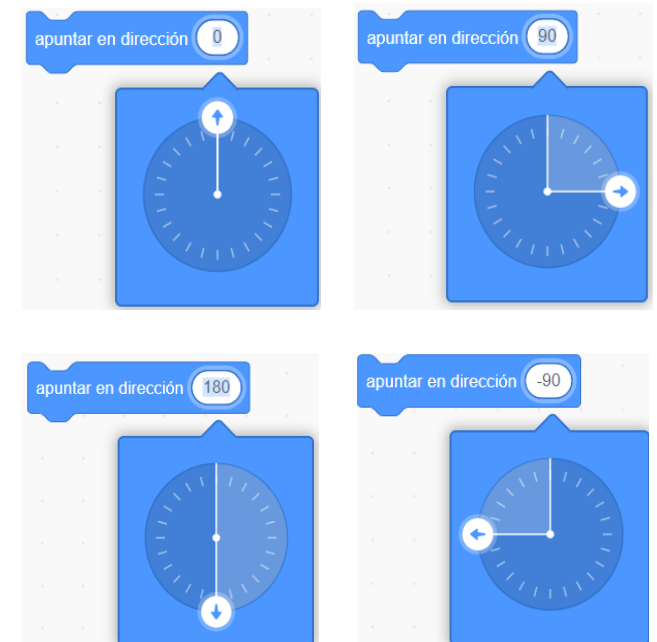 apuntar en dirección 0
apuntar en dirección 90
apuntar en dirección 180
apuntar en dirección -90